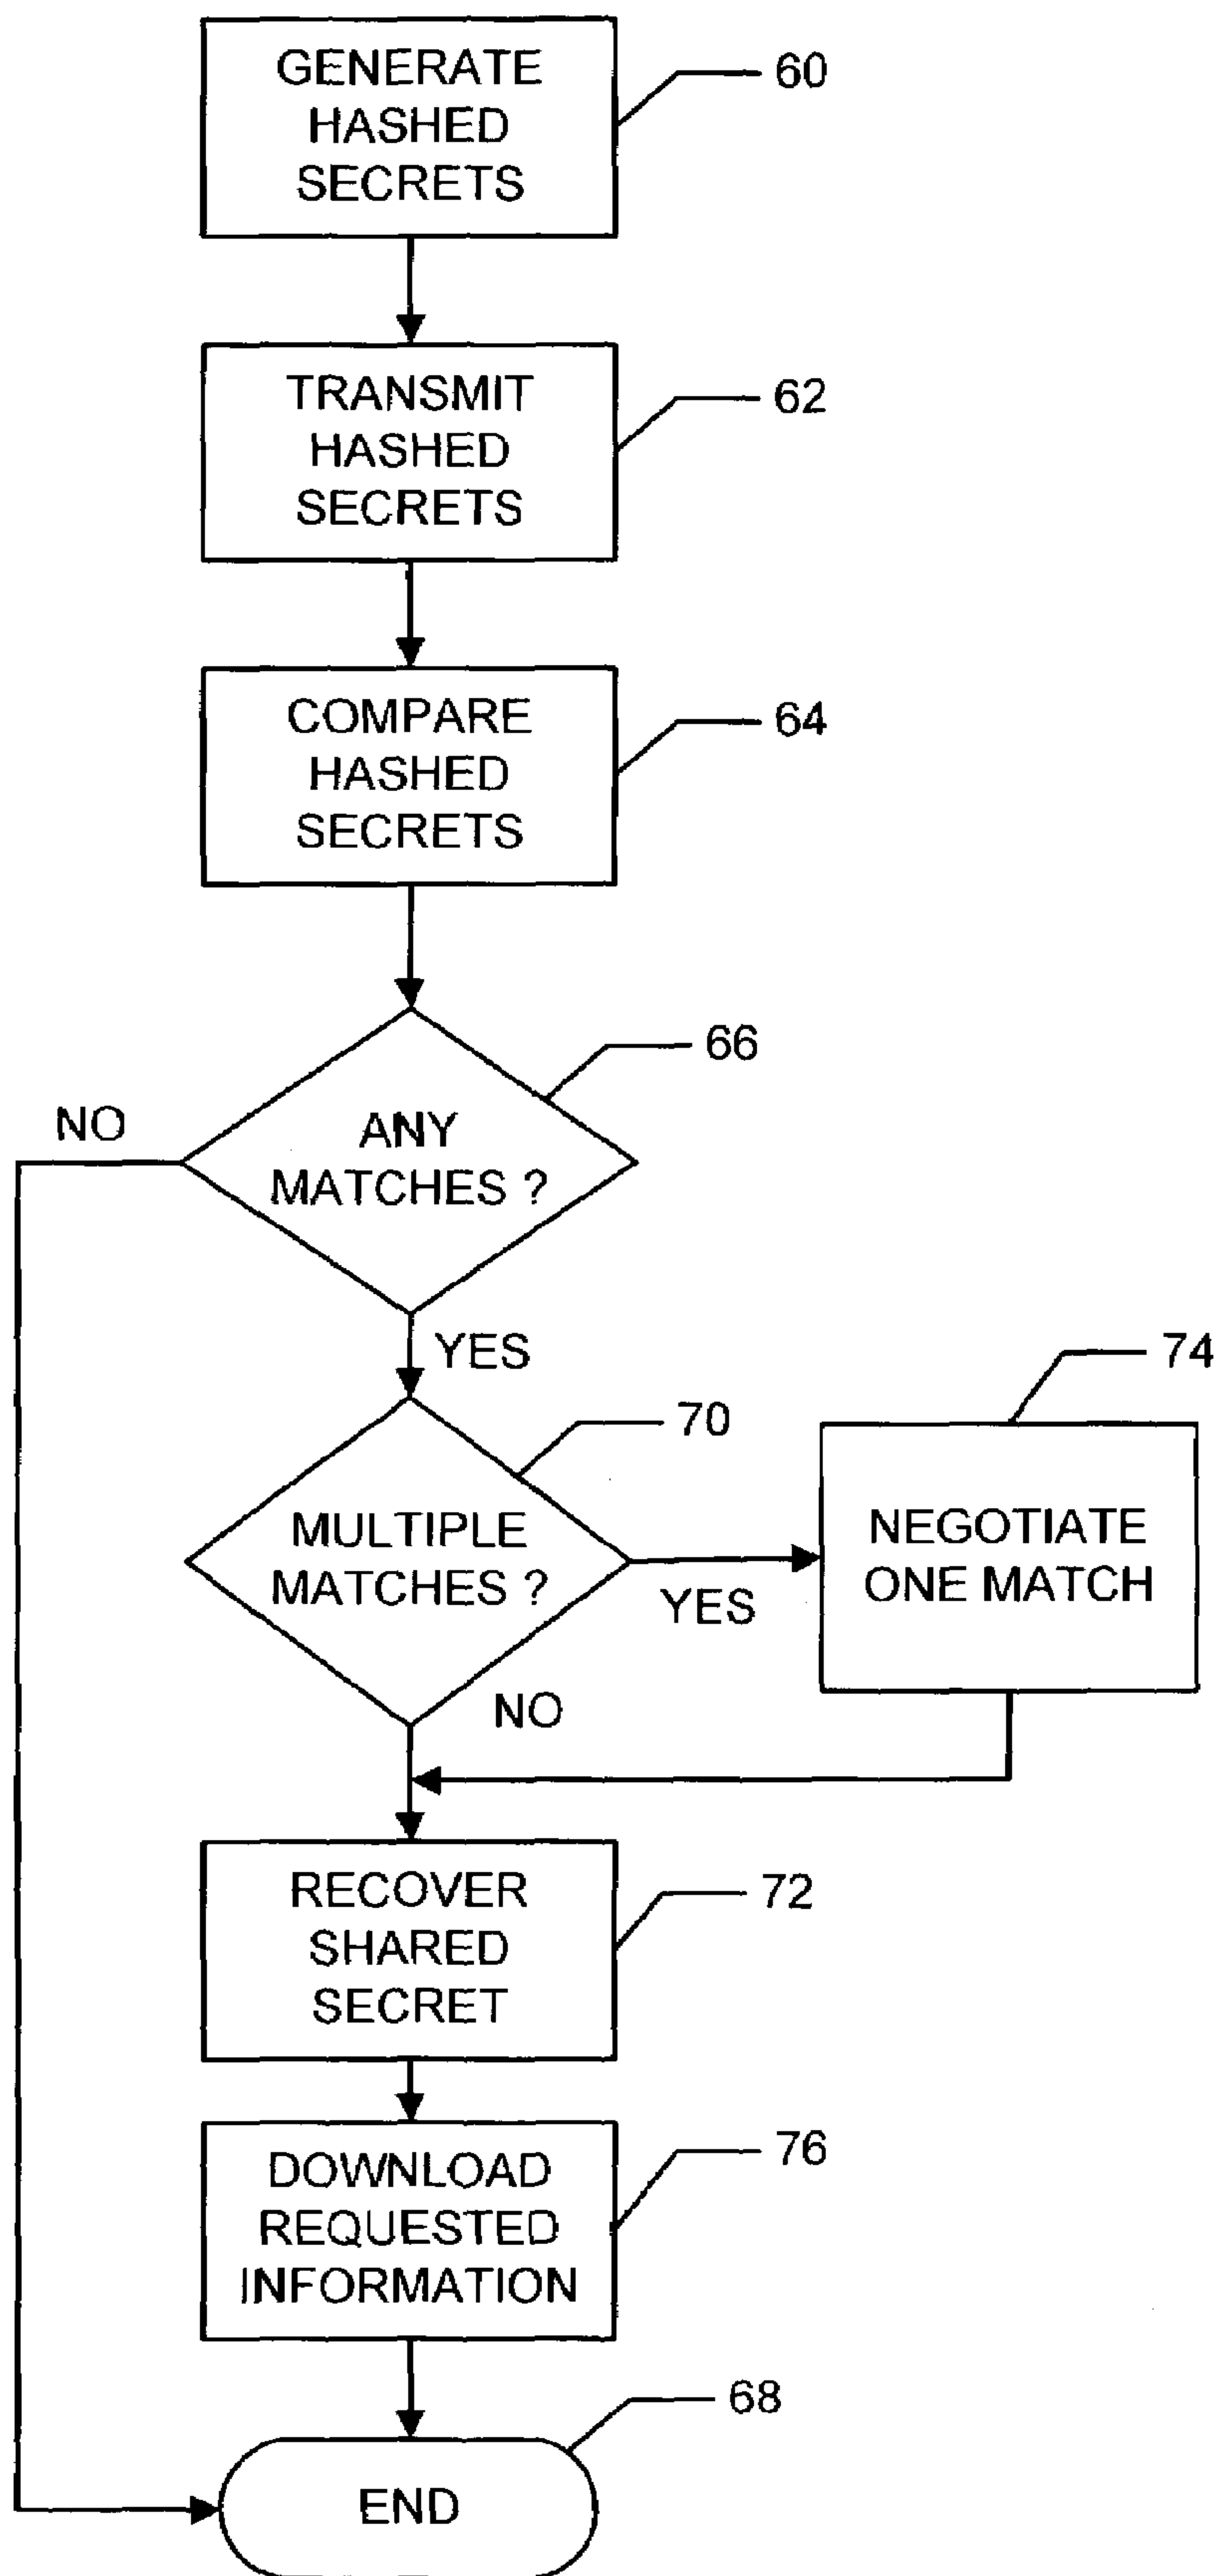 GENERATE
HASHED
SECRETS
60
TRANSMIT
HASHED
SECRETS
62
COMPARE
HASHED
SECRETS
64
66
NO
ANY
MATCHES ?
YES
74
70
MULTIPLE
MATCHES ?
YES
NEGOTIATE
ONE MATCH
NO
RECOVER
SHARED
SECRET
72
DOWNLOAD
REQUESTED
INFORMATION
76
68
END